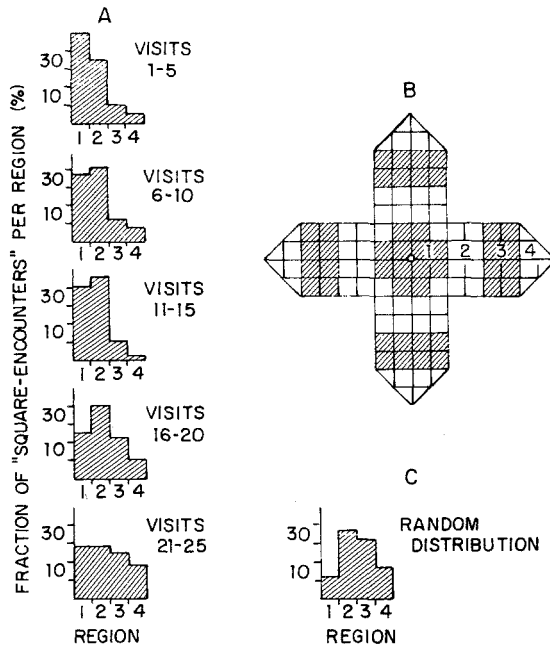 A
FRACTION OF "SQUARE-ENCOUNTERS" PER REGION (%)
VISITS
1-5
30
10
1 2 3 4
VISITS
6-10
30
10
1 2 3 4
VISITS
11-15
30
10
1 2 3 4
VISITS
16-20
30
10
1 2 3 4
VISITS
21-25
30
10
1 2 3 4
REGION
B
1 2 3 4
C
RANDOM
DISTRIBUTION
30
10
1 2 3 4
REGION